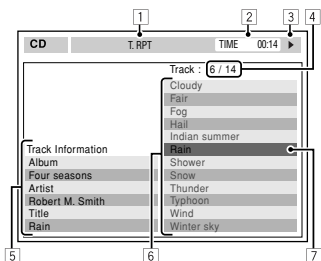 1 2 3 4
CD T. RPT TIME 00:14
Track : 6 / 14
Cloudy
Fair
Fog
Hail
Indian summer
Track Information Rain
Album Shower
Four seasons Snow
Artist Thunder
Robert M. Smith Typhoon
Title Wind
Rain Winter sky
5 6 7